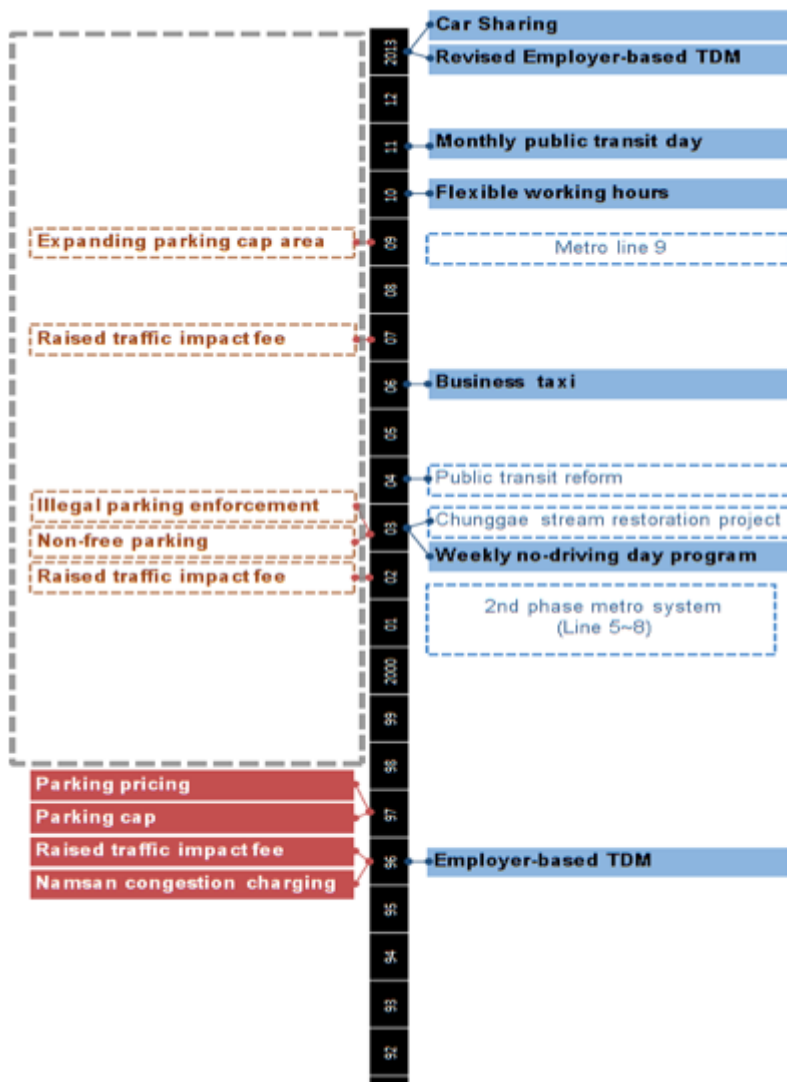 Car Sharing
2013
Revised Employer-based TDM
12
11
Monthly public transit day
10
Flexible working hours
Expanding parking cap area
09
Metro line 9
08
Raised traffic impact fee
07
06
Business taxi
05
04
Public transit reform
Illegal parking enforcement
03
Chunggae stream restoration project
Non-free parking
Weekly no-driving day program
Raised traffic impact fee
02
2nd phase metro system
(Line 5~8)
01
2000
99
98
Parking pricing
97
Parking cap
Raised traffic impact fee
96
Employer-based TDM
Namsan congestion charging
95
94
93
92